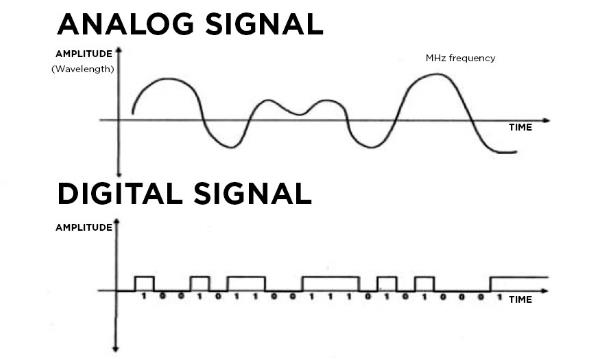 ANALOG SIGNAL
AMPLITUDE
(Wavelength)
MHz frequency
TIME
DIGITAL SIGNAL
AMPLITUDE
1 0 0 1 0 1 1 0 0 1 1 1 0 1 0 1 0 0 0 1 TIME